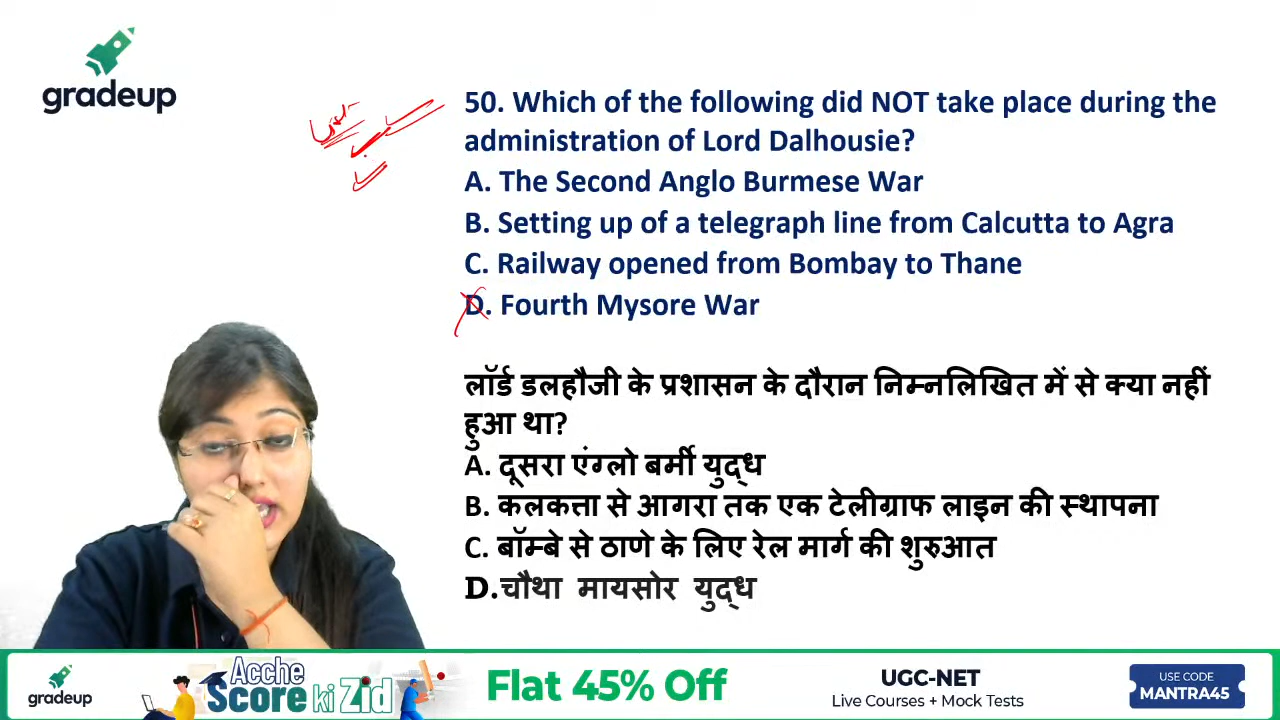 gradeup
50. Which of the following did NOT take place during the
administration of Lord Dalhousie?
A. The Second Anglo Burmese War
B. Setting up of a telegraph line from Calcutta to Agra
C. Railway opened from Bombay to Thane
D. Fourth Mysore War
लॉर्ड डलहौजी के प्रशासन के दौरान निम्नलिखित में से क्या नहीं
हुआ था?
A. दूसरा एंग्लो बर्मी युद्ध
B. कलकत्ता से आगरा तक एक टेलीग्राफ लाइन की स्थापना
C. बॉम्बे से ठाणे के लिए रेल मार्ग की शुरुआत
D.चौथा मायसोर युद्ध
gradeup
Acche
Score ki Zid
Flat 45% Off
UGC-NET
Live Courses + Mock Tests
USE CODE
MANTRA45